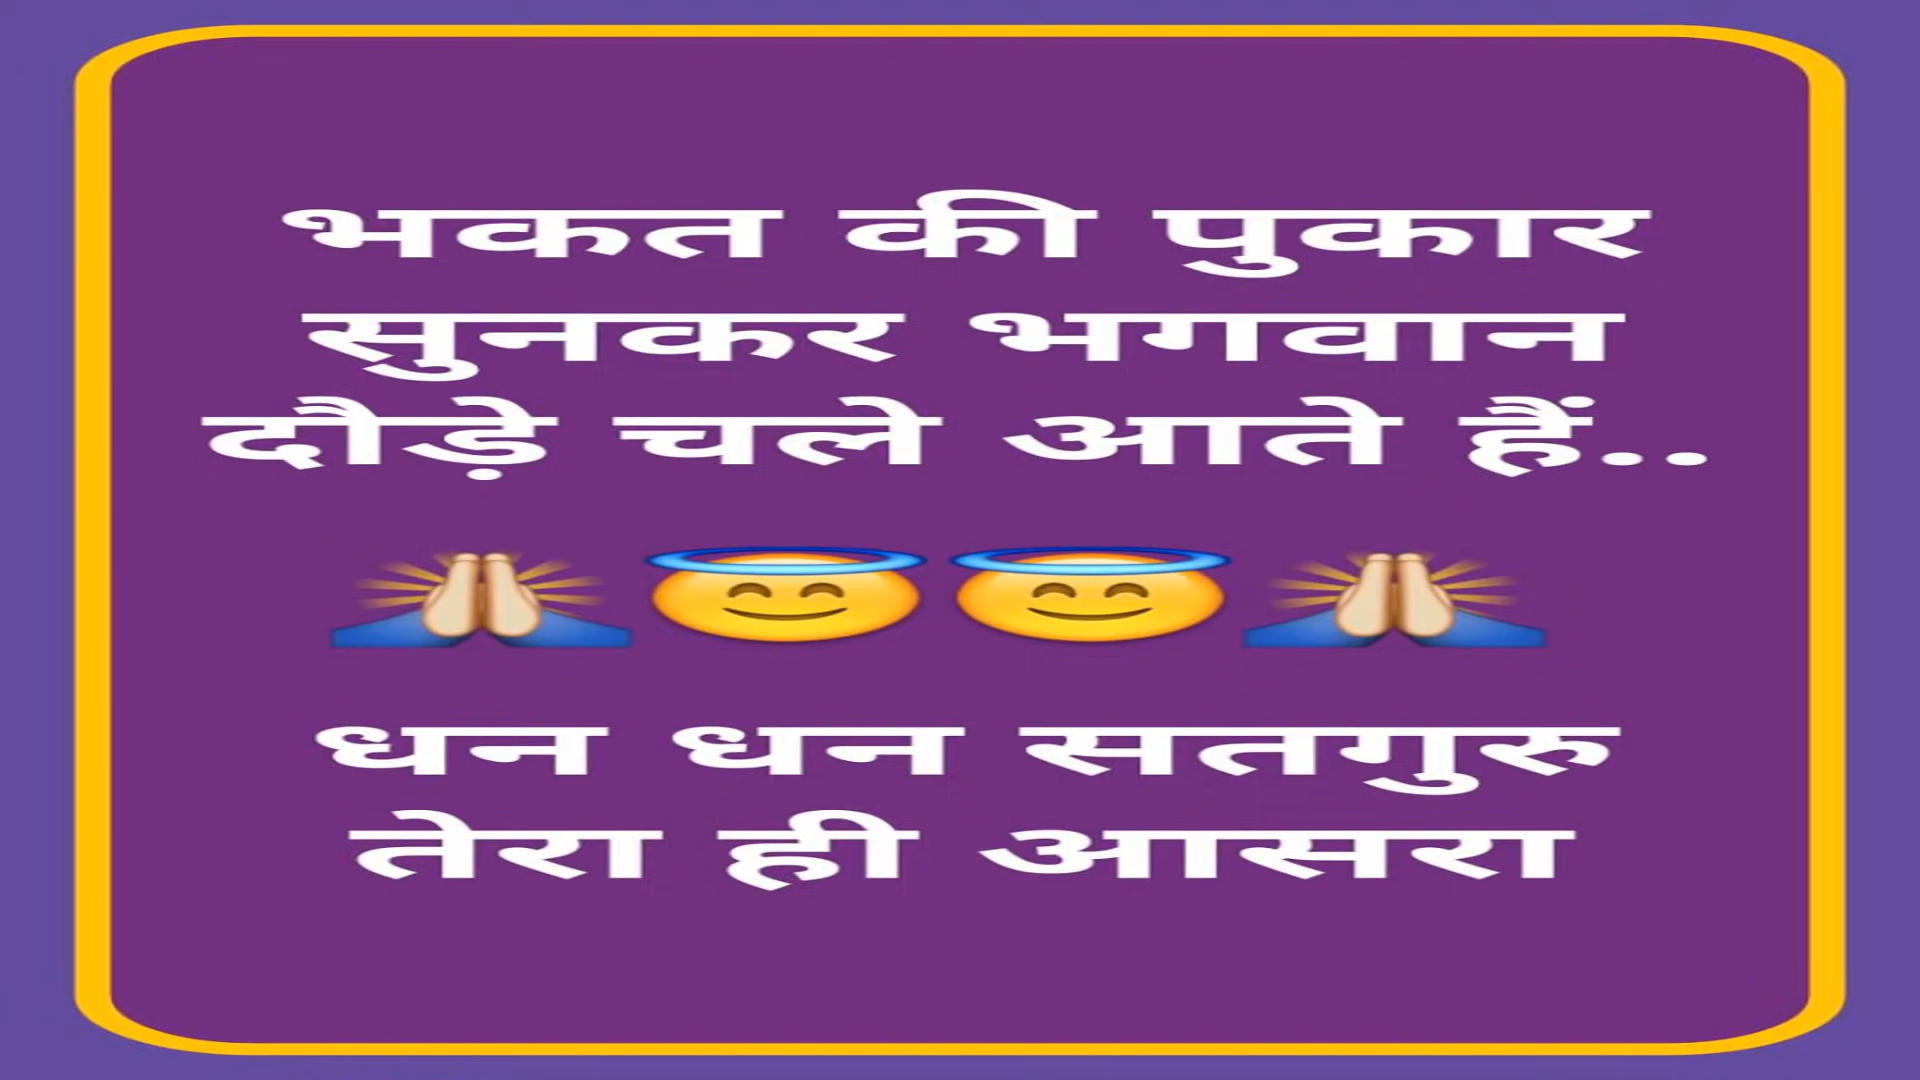 भकत की पुकार
सुनकर भगवान
दौड़े चले आते हैं..
🙏🏼😇😇🙏🏼
धन धन सतगुरु
तेरा ही आसरा